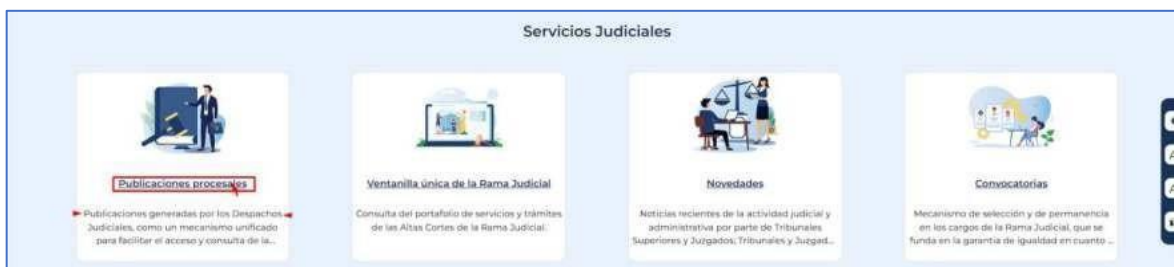 Servicios Judiciales
Publicaciones procesales
Publicaciones generadas por los Despachos
Judiciales, como un mecanismo unificado
para facilitar el acceso y consulta de la...
Ventanilla única de la Rama Judicial
Consulta del portafolio de servicios y trámites
de las Altas Cortes de la Rama Judicial.
Novedades
Noticias recientes de la actividad judicial y
administrativa por parte de Tribunales
Superiores y Juzgados; Tribunales y Juzgad...
Convocatorias
Mecanismo de selección y de permanencia
en los cargos de la Rama Judicial, que se
funda en la garantía de igualdad en cuanto ...